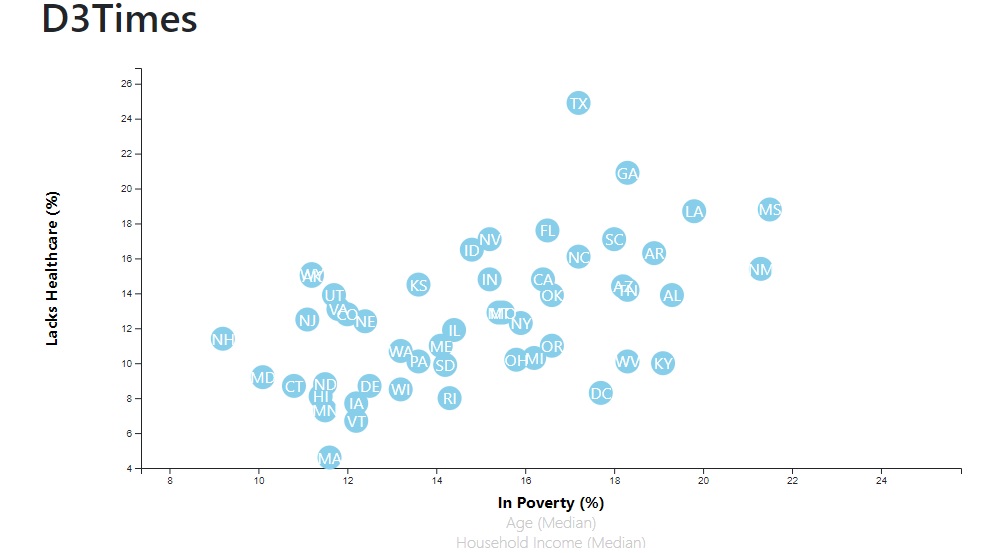 D3Times
26
24
22
20
18
16
14
12
10
8
6
4
Lacks Healthcare (%)
TX
GA
LA
MS
FL
NV
SC
ID
AR
NC
NM
KS
IN
CA
AZ
TN
UT
OK
AL
VA
CO
NE
NJ
NY
IL
NH
ME
OR
WA
PA
SD
OH
MI
WV
KY
MD
CT
ND
DE
WI
HI
DC
RI
IA
MN
VT
MA
8
10
12
14
16
18
20
22
24
In Poverty (%)
Age (Median)
Household Income (Median)